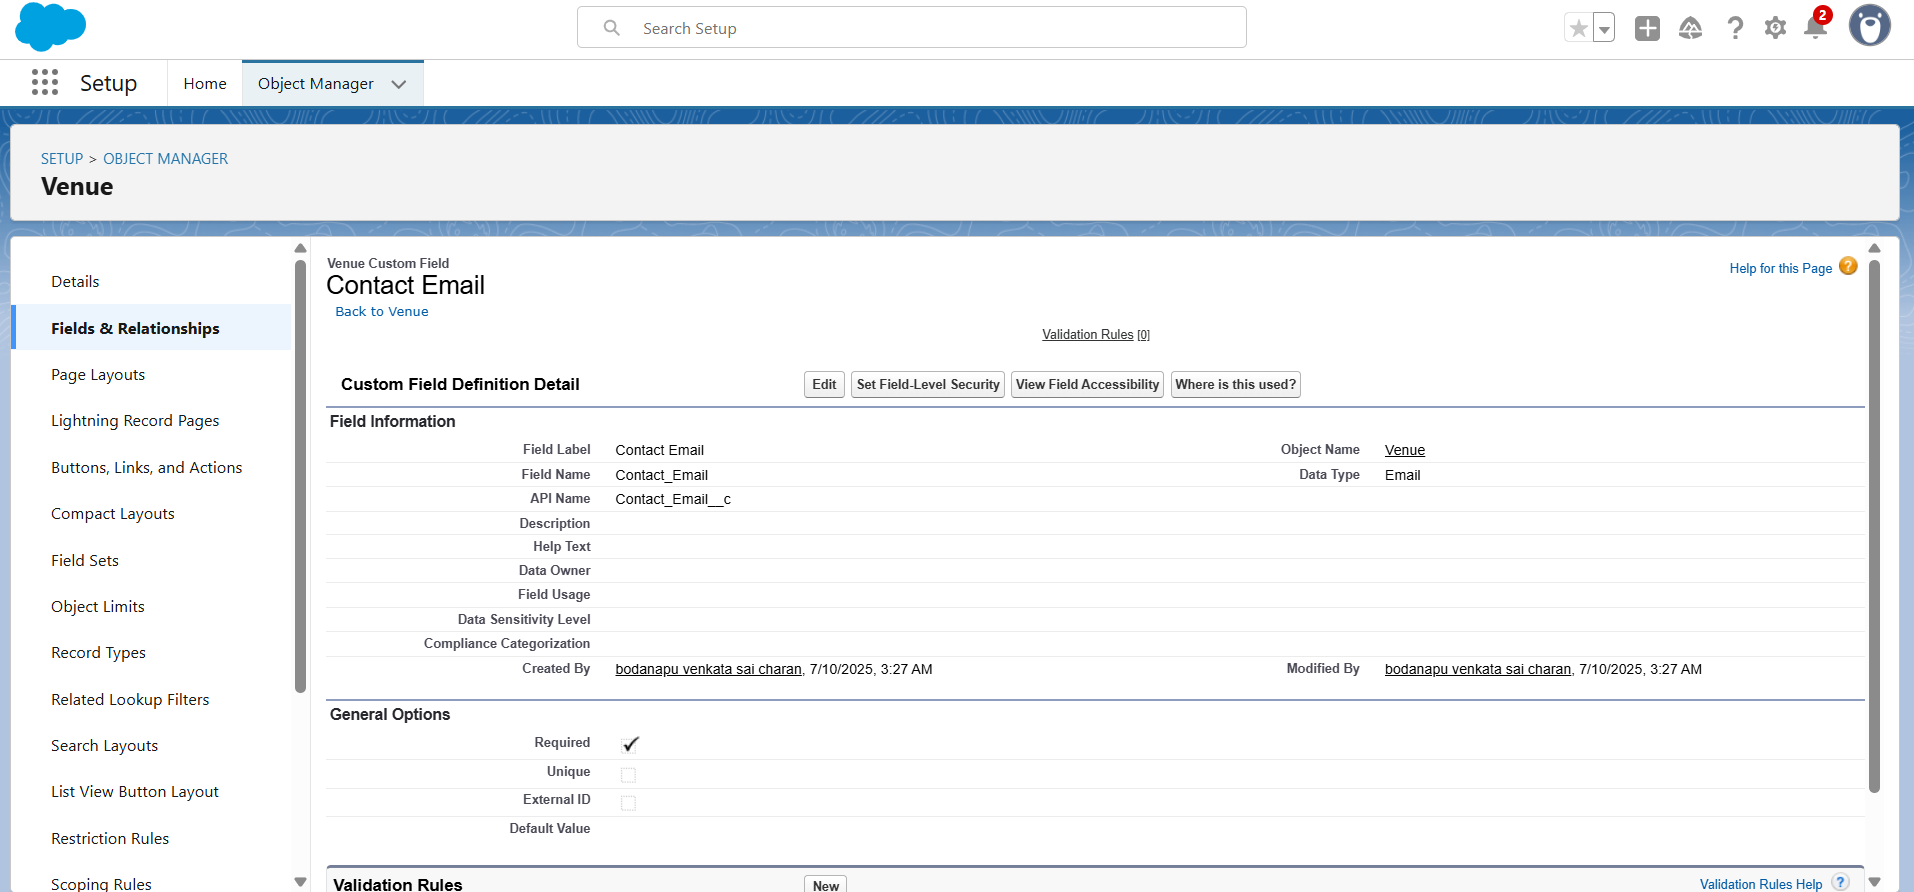 Search Setup
2
Setup
Home
Object Manager
SETUP > OBJECT MANAGER
Venue
Details
Fields & Relationships
Page Layouts
Lightning Record Pages
Buttons, Links, and Actions
Compact Layouts
Field Sets
Object Limits
Record Types
Related Lookup Filters
Search Layouts
List View Button Layout
Restriction Rules
Scoping Rules
Venue Custom Field
Contact Email
Back to Venue
Help for this Page ?
Validation Rules [0]
Custom Field Definition Detail
Edit
Set Field-Level Security
View Field Accessibility
Where is this used?
Field Information
Field Label Contact Email Object Name Venue
Field Name Contact_Email Data Type Email
API Name Contact_Email__c
Description
Help Text
Data Owner
Field Usage
Data Sensitivity Level
Compliance Categorization
Created By bodanapu venkata sai charan, 7/10/2025, 3:27 AM Modified By bodanapu venkata sai charan, 7/10/2025, 3:27 AM
General Options
Required
Unique
External ID
Default Value
Validation Rules
New
Validation Rules Help ?